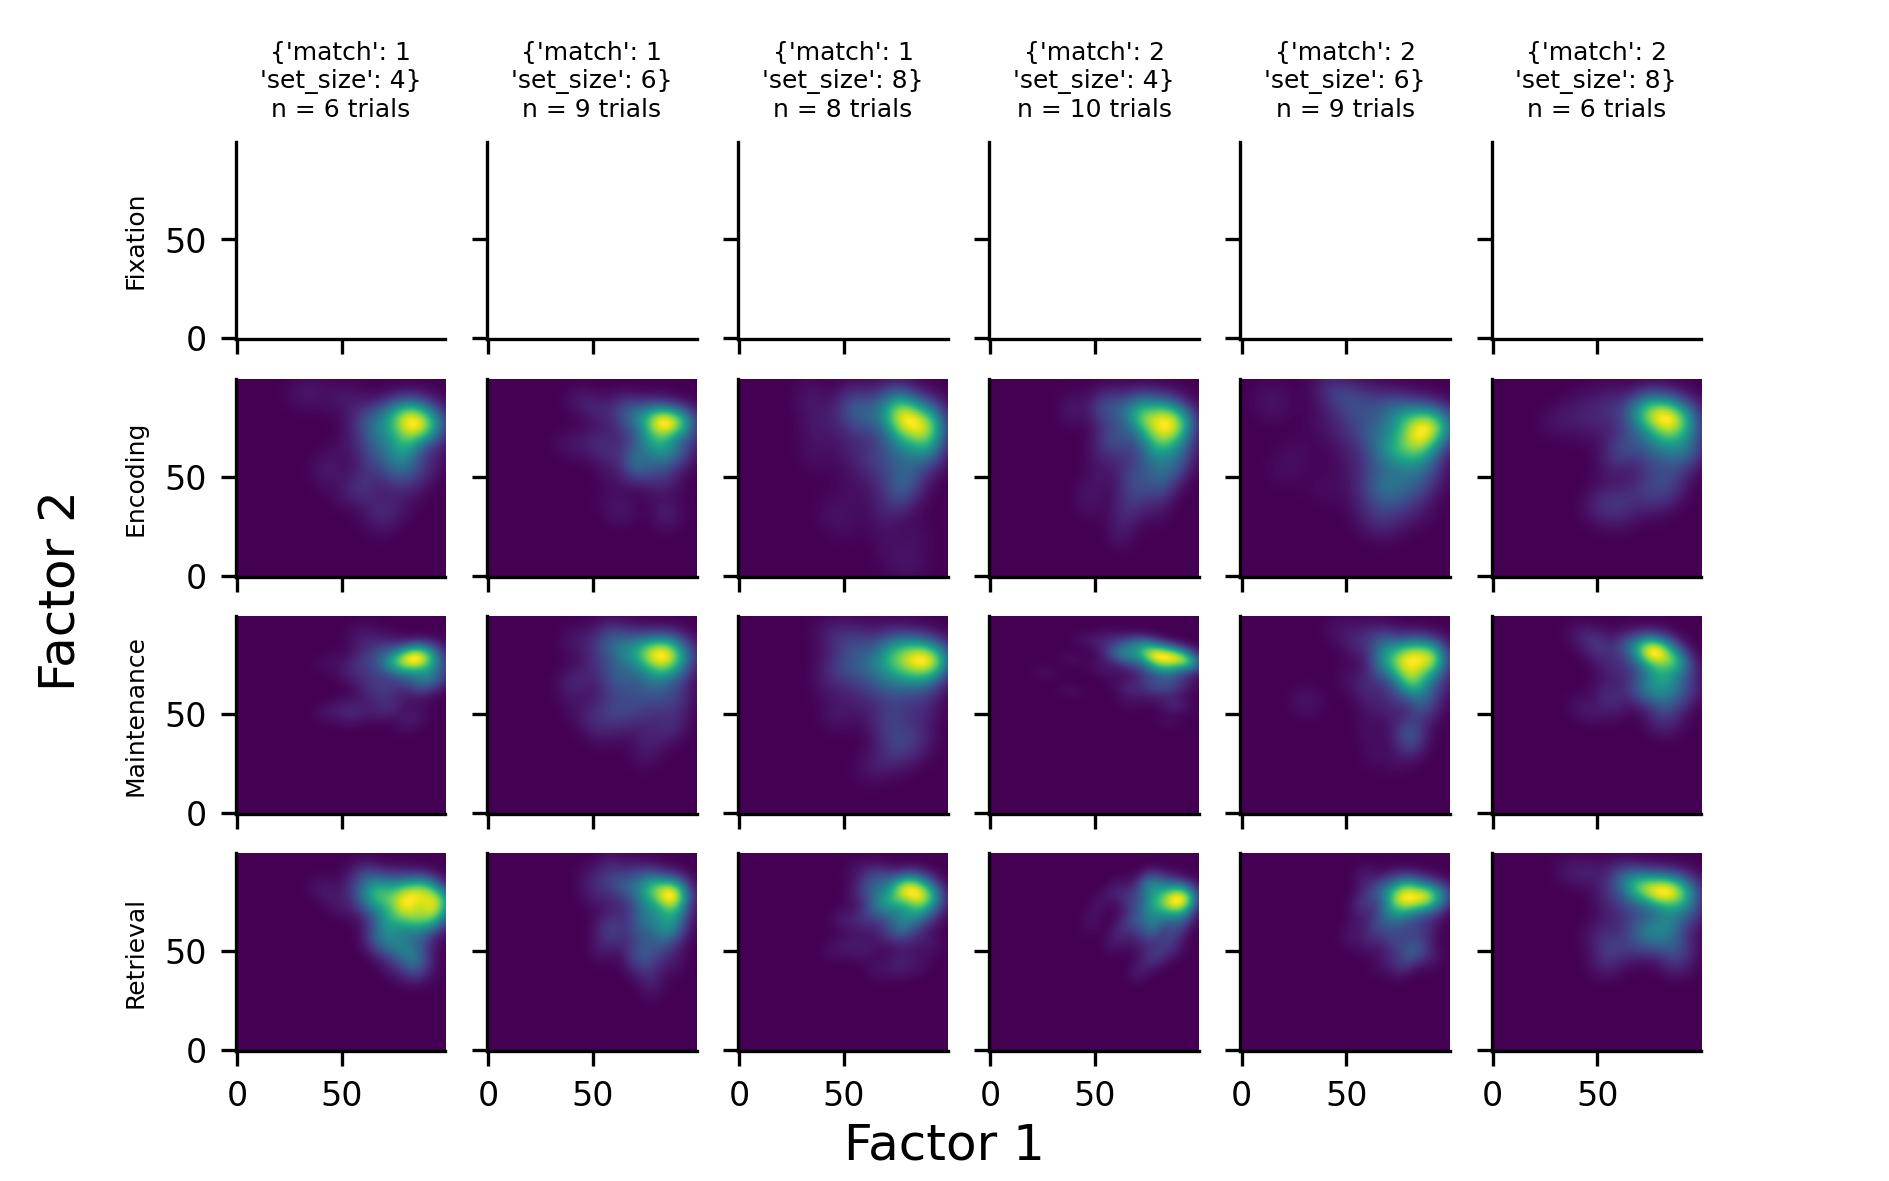 {'match': 1
'set_size': 4}
n = 6 trials
{'match': 1
'set_size': 6}
n = 9 trials
{'match': 1
'set_size': 8}
n = 8 trials
{'match': 2
'set_size': 4}
n = 10 trials
{'match': 2
'set_size': 6}
n = 9 trials
{'match': 2
'set_size': 8}
n = 6 trials
Factor 2
Fixation
50
0
Encoding
50
0
Maintenance
50
0
Retrieval
50
0
0 50 0 50 0 50 0 50 0 50 0 50
Factor 1